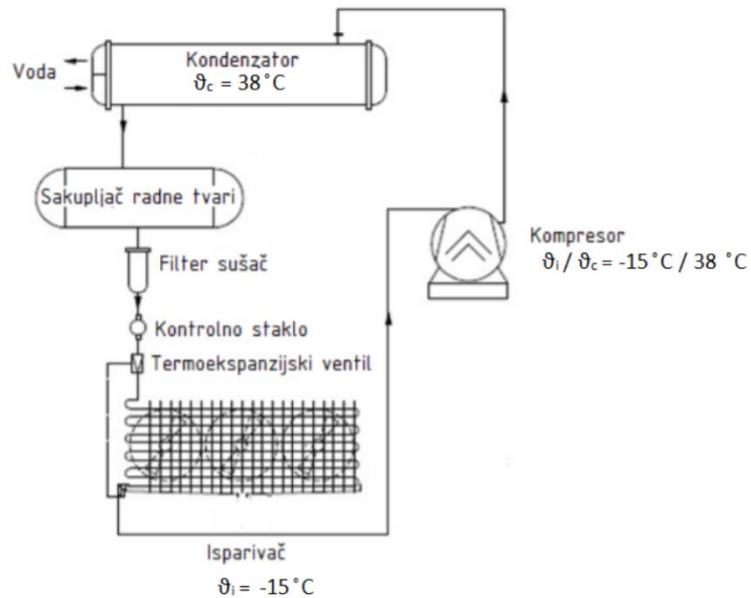 Kondenzator
ϑc = 38˚C
Voda
Sakupljač radne tvari
Kompresor
ϑi / ϑc = -15˚C / 38 ˚C
Filter sušač
Kontrolno staklo
Termoekspanzijski ventil
Isparivač
ϑi = -15˚C